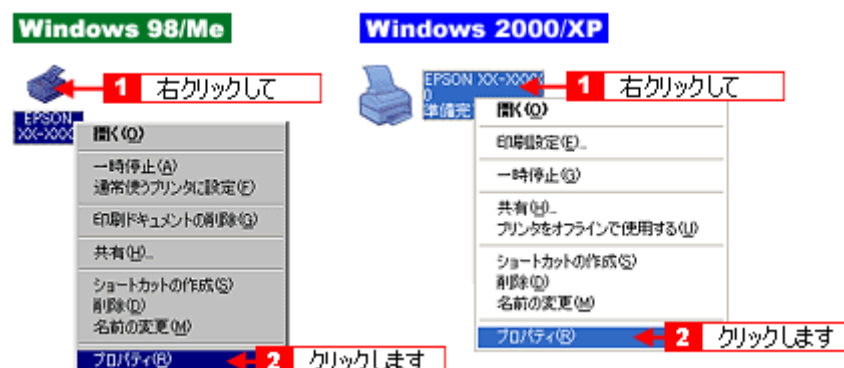 Windows 98/Me
1 右クリックして
EPSON
XX-XXXX
開く(O)
一時停止(A)
通常使うプリンタに設定(F)
印刷ドキュメントの削除(G)
共有(H)...
ショートカットの作成(S)
削除(D)
名前の変更(M)
プロパティ(R)
2 クリックします
Windows 2000/XP
EPSON XX-XXXX
0
準備完
1 右クリックして
開く(O)
印刷設定(E)...
一時停止(G)
共有(H)...
プリンタをオフラインで使用する(U)
ショートカットの作成(S)
削除(D)
名前の変更(M)
プロパティ(R)
2 クリックします